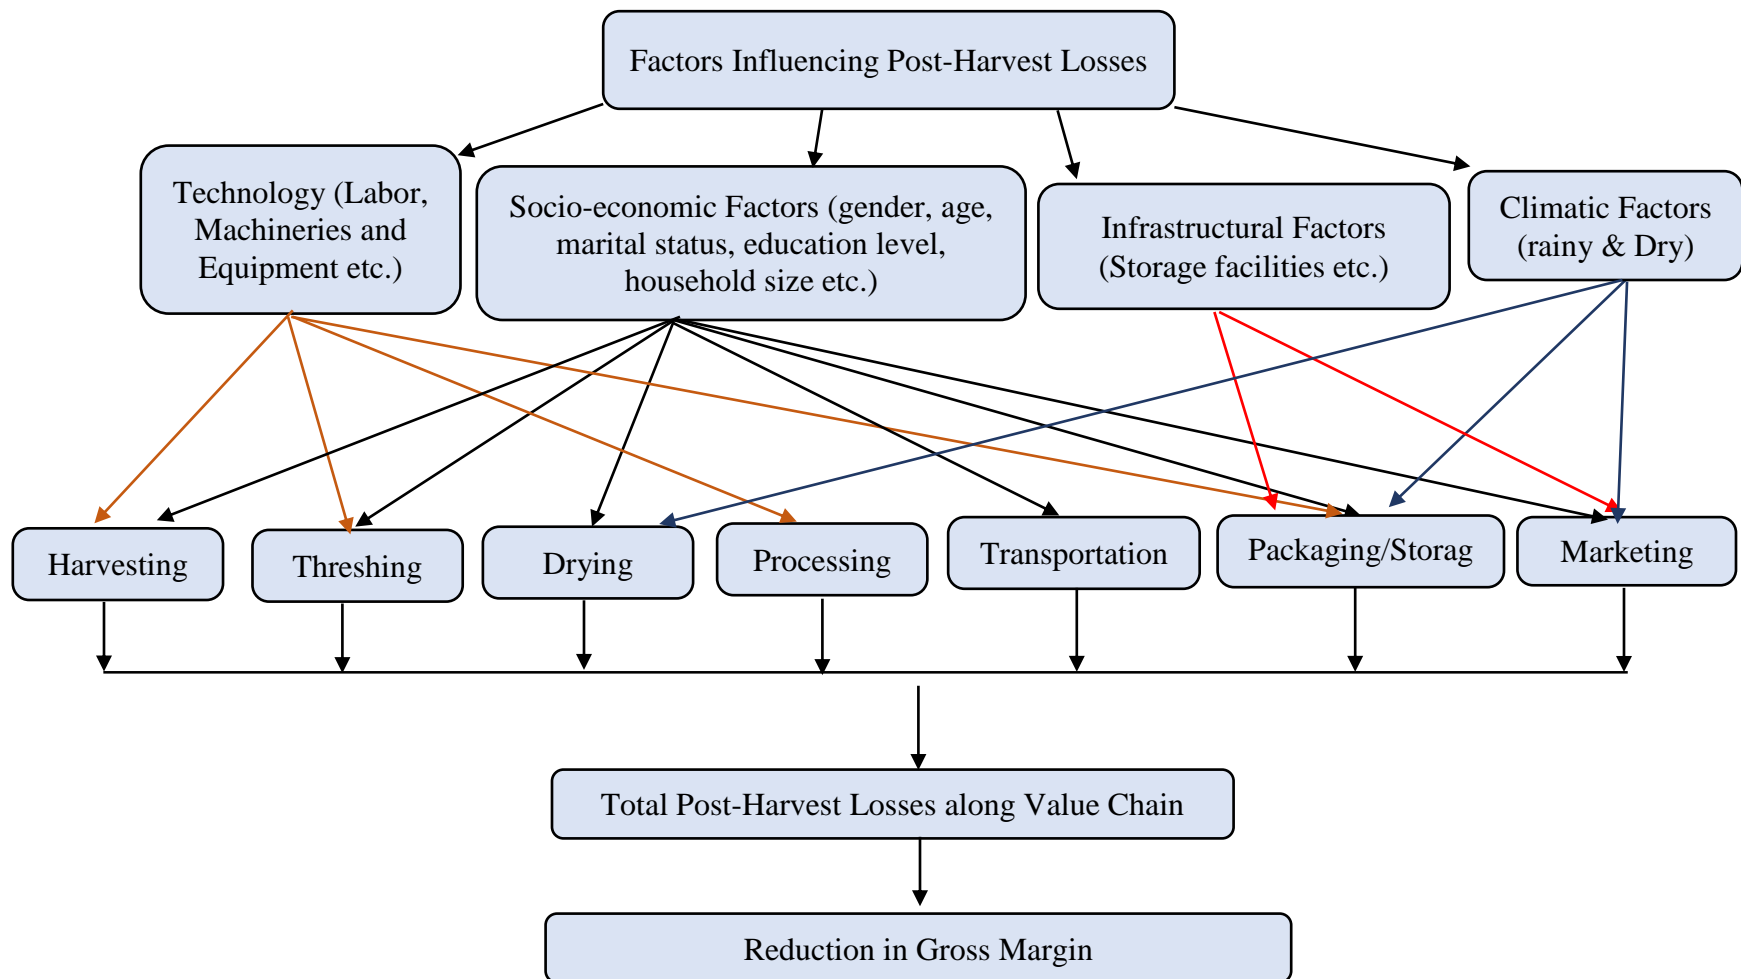 Factors Influencing Post-Harvest Losses
Technology (Labor,
Machineries and
Equipment etc.)
Socio-economic Factors (gender, age,
marital status, education level,
household size etc.)
Infrastructural Factors
(Storage facilities etc.)
Climatic Factors
(rainy & Dry)
Harvesting
Threshing
Drying
Processing
Transportation
Packaging/Storag
Marketing
Total Post-Harvest Losses along Value Chain
Reduction in Gross Margin